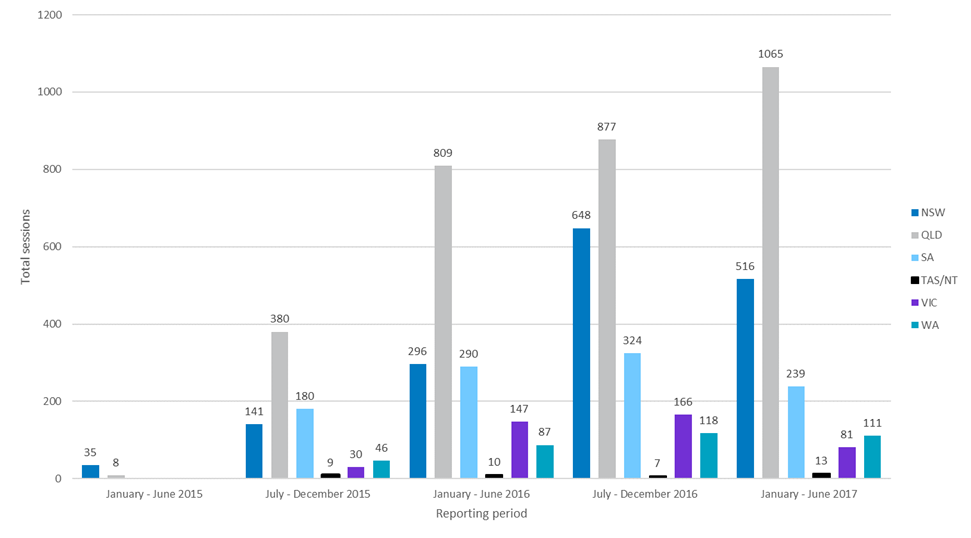 1200
1000
800
600
400
200
0
Total sessions
35
8
141
380
180
9
30
46
296
809
290
10
147
87
648
877
324
7
166
118
516
1065
239
13
81
111
January - June 2015
July - December 2015
January - June 2016
July - December 2016
January - June 2017
Reporting period
NSW
QLD
SA
TAS/NT
VIC
WA